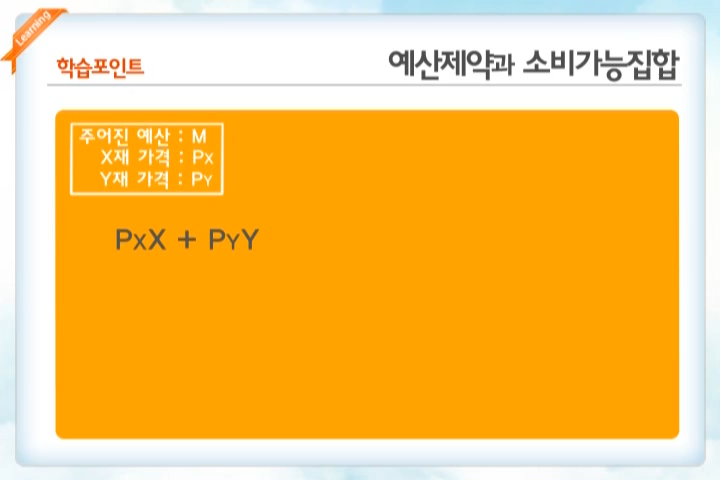 Learning
학습포인트
예산제약과 소비가능집합
주어진 예산 : M
X재 가격 : Px
Y재 가격 : PY
PxX + PYY